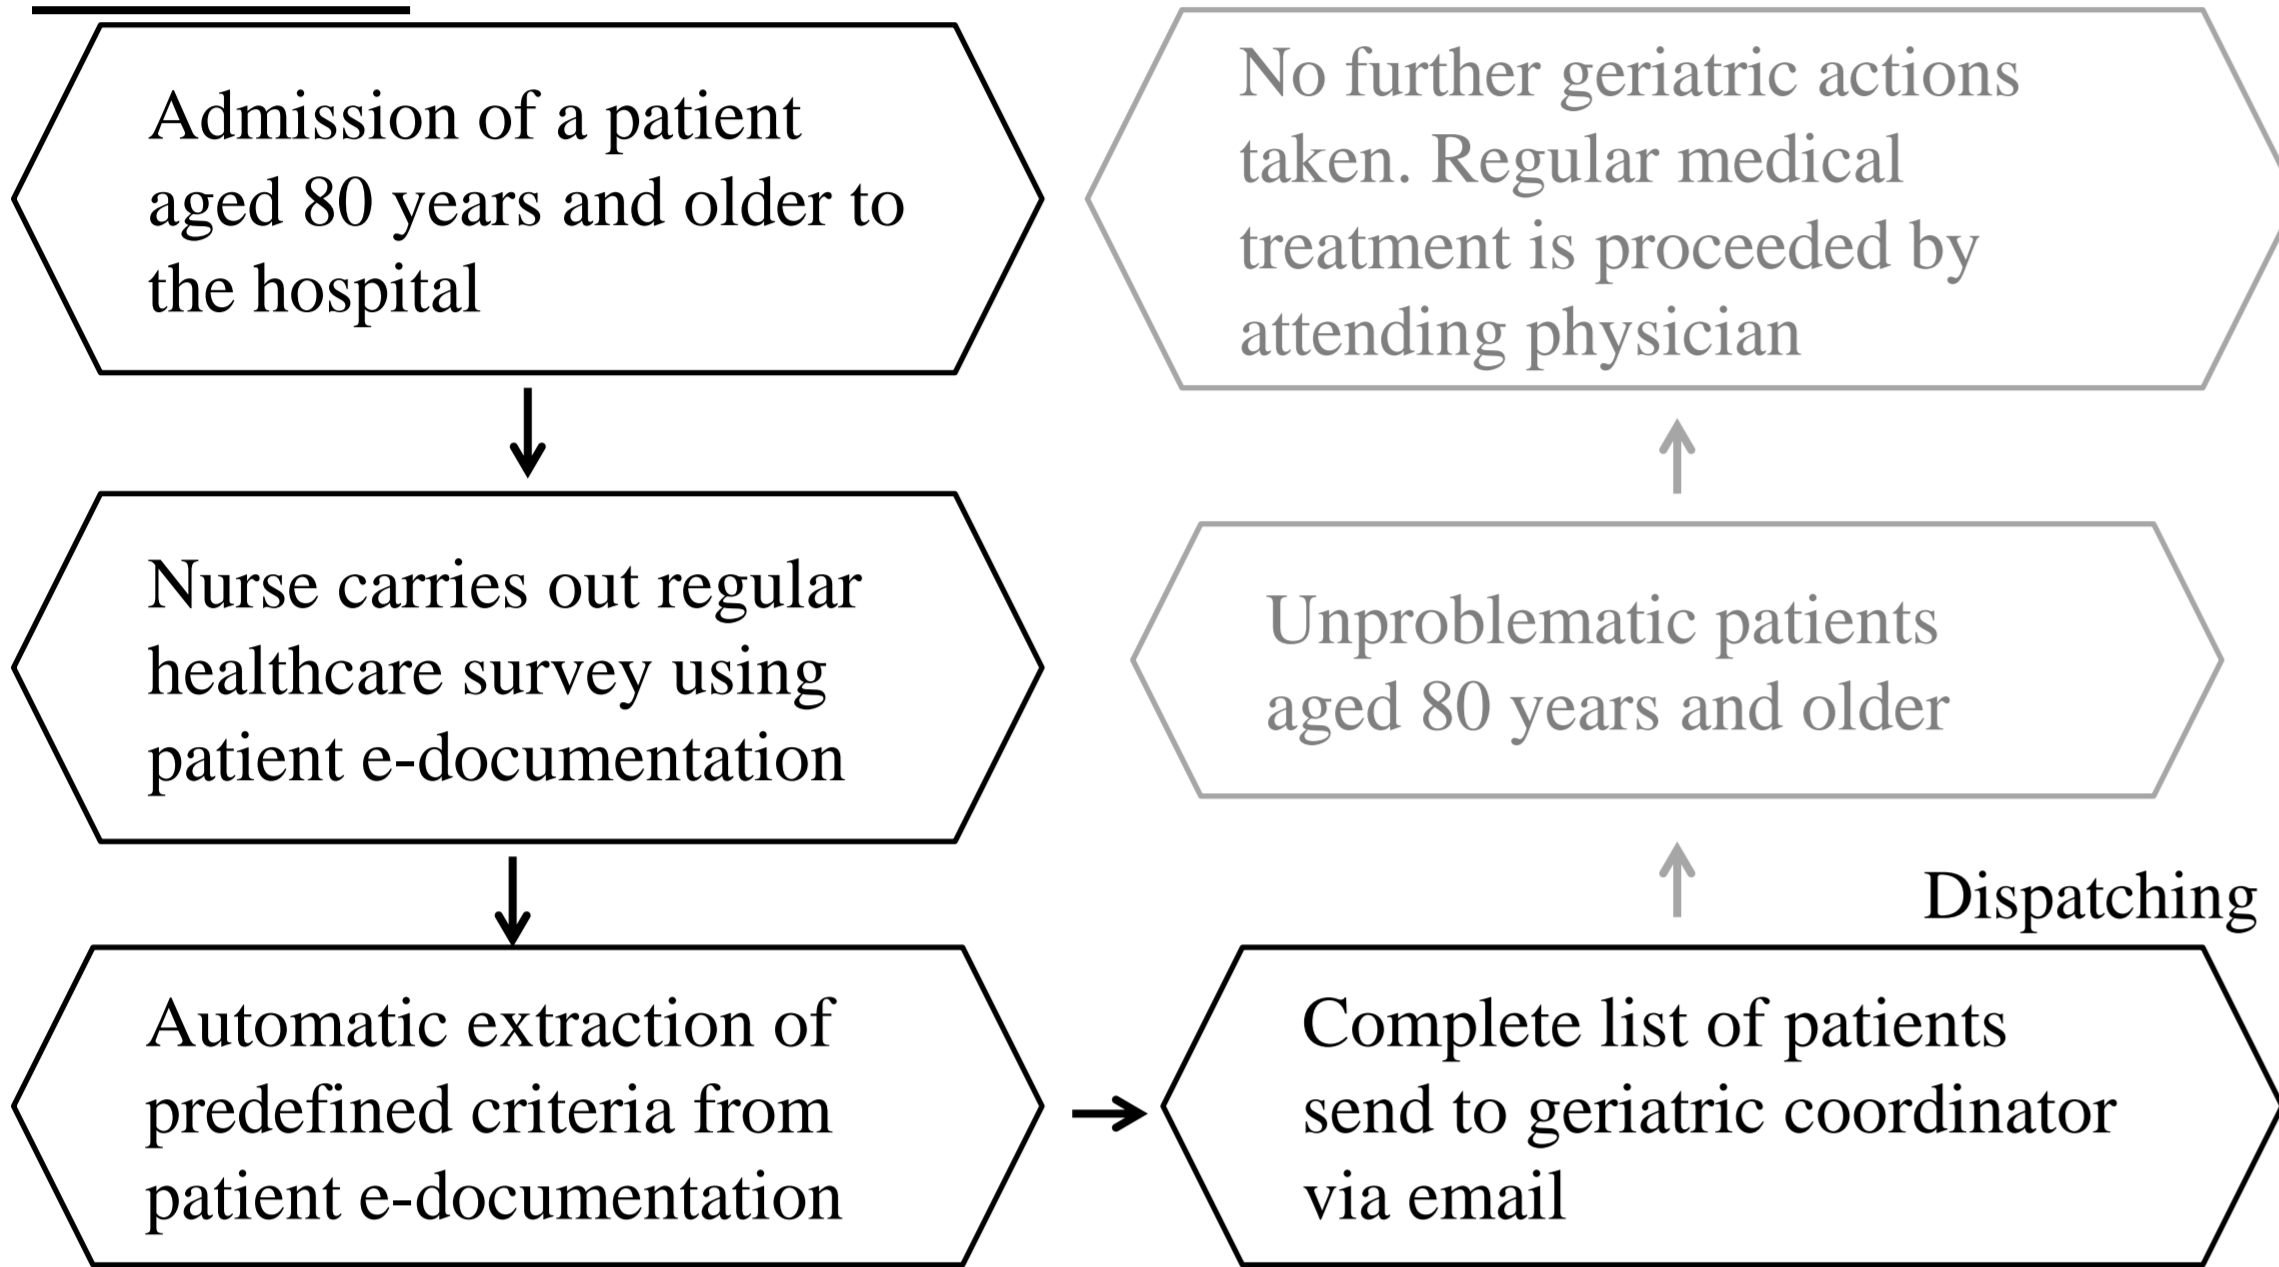 Admission of a patient
aged 80 years and older to
the hospital
Nurse carries out regular
healthcare survey using
patient e-documentation
Automatic extraction of
predefined criteria from
patient e-documentation
Complete list of patients
send to geriatric coordinator
via email
Dispatching
Unproblematic patients
aged 80 years and older
No further geriatric actions
taken. Regular medical
treatment is proceeded by
attending physician